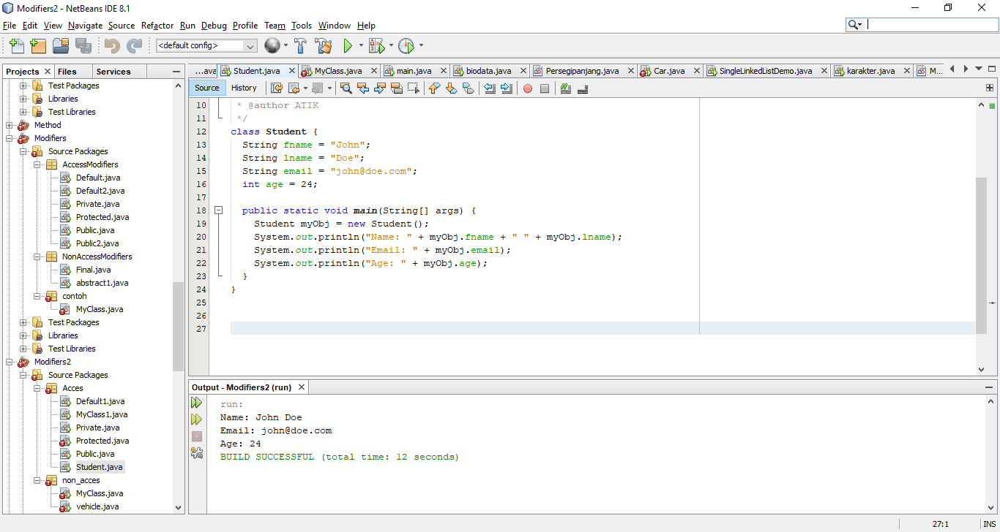 Modifiers2 - NetBeans IDE 8.1
File Edit View Navigate Source Refactor Run Debug Profile Team Tools Window Help
<default config>
Projects Files Services
Test Packages
Libraries
Test Libraries
Method
Modifiers
Source Packages
AccessModifiers
Default.java
Default2.java
Private.java
Protected.java
Public.java
Public2.java
NonAccessModifiers
Final.java
abstract1.java
contoh
MyClass.java
Test Packages
Libraries
Test Libraries
Modifiers2
Source Packages
Acces
Default1.java
MyClass1.java
Private.java
Protected.java
Public.java
Student.java
non_acces
MyClass.java
vehicle.java
...ava Student.java MyClass.java main.java biodata.java Persegipanjang.java Car.java SingleLinkedListDemo.java karakter.java M...
Source History
10 * @author ATIK
11 */
12 class Student {
13 String fname = "John";
14 String lname = "Doe";
15 String email = "john@doe.com";
16 int age = 24;
17
18 public static void main(String[] args) {
19 Student myObj = new Student();
20 System.out.println("Name: " + myObj.fname + " " + myObj.lname);
21 System.out.println("Email: " + myObj.email);
22 System.out.println("Age: " + myObj.age);
23 }
24 }
25
26
27
Output - Modifiers2 (run)
run:
Name: John Doe
Email: john@doe.com
Age: 24
BUILD SUCCESSFUL (total time: 12 seconds)
27:1 INS